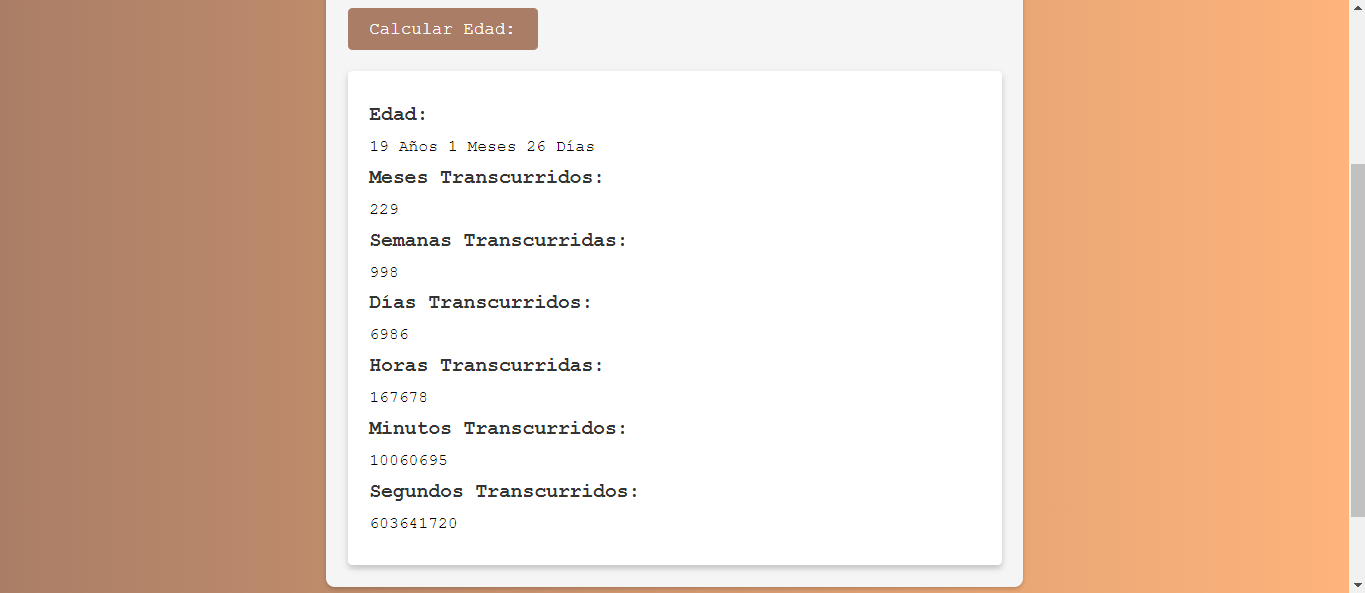 Calcular Edad:
Edad:
19 Años 1 Meses 26 Días
Meses Transcurridos:
229
Semanas Transcurridas:
998
Días Transcurridos:
6986
Horas Transcurridas:
167678
Minutos Transcurridos:
10060695
Segundos Transcurridos:
603641720